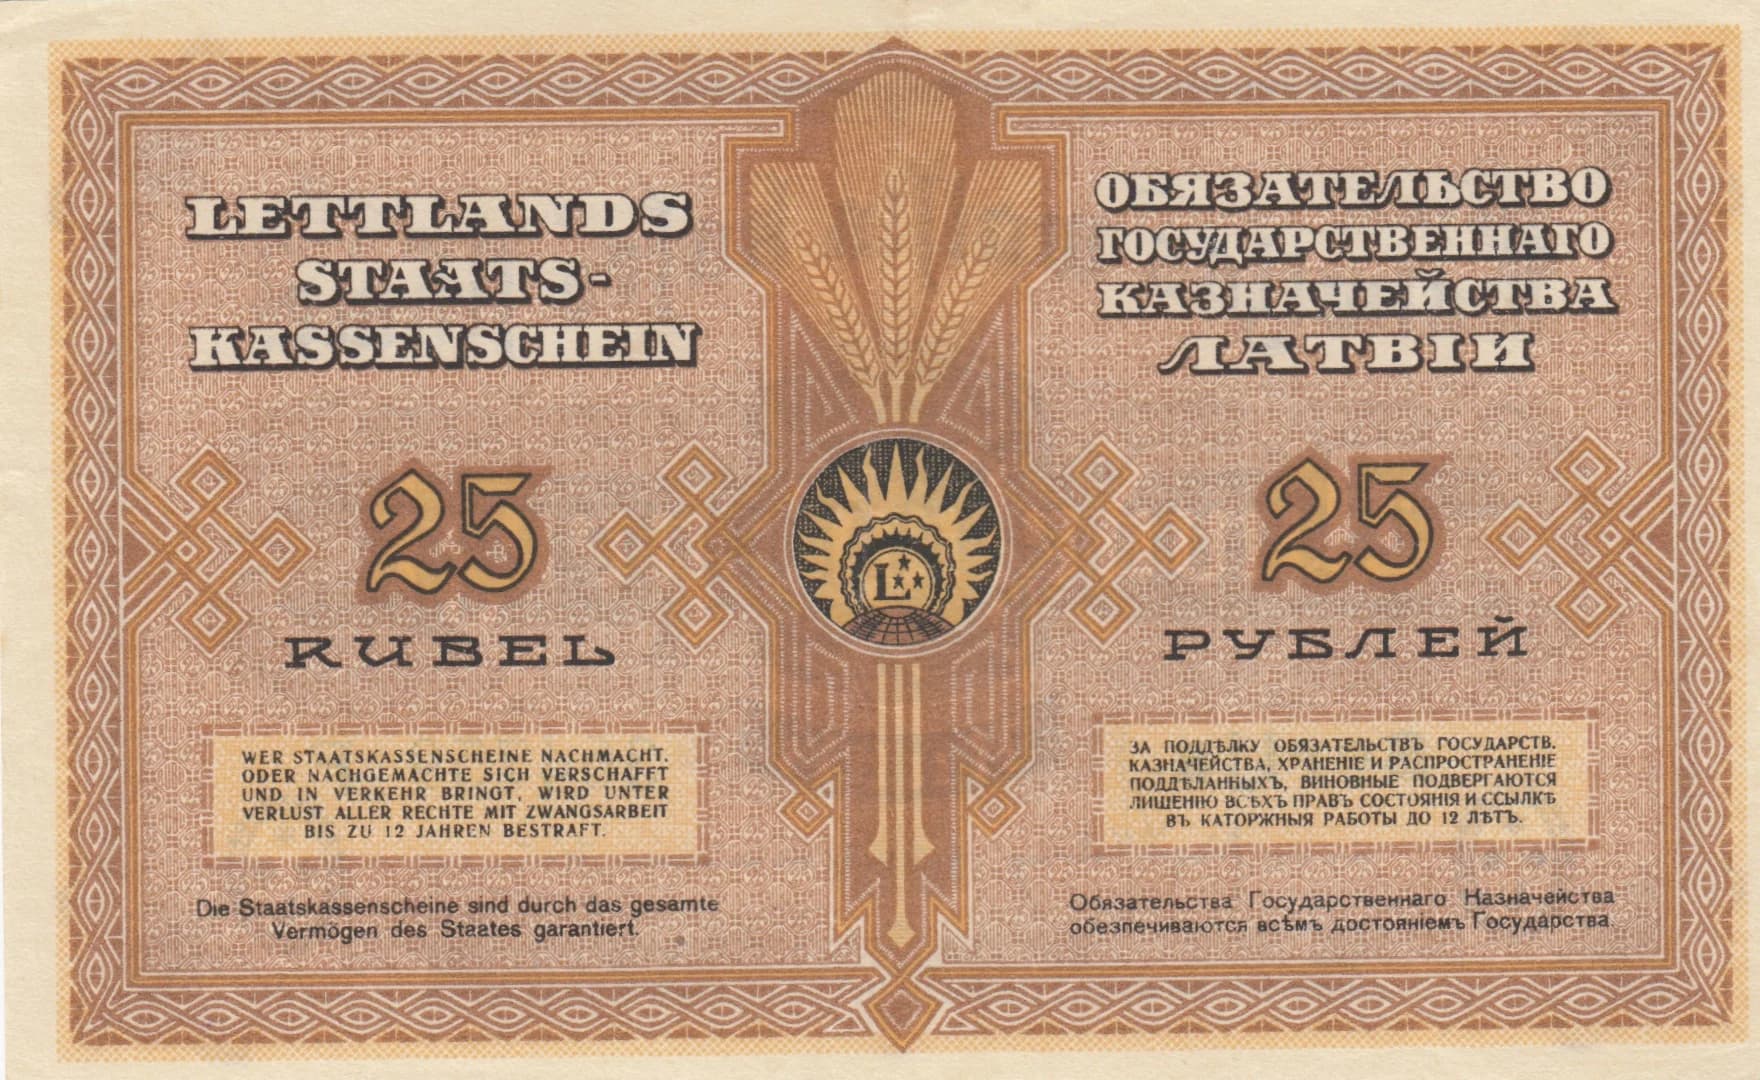 LETTLANDS
STAATS-
KASSENSCHEIN
25
RUBEL
WER STAATSKASSENSCHEINE NACHMACHT,
ODER NACHGEMACHTE SICH VERSCHAFFT
UND IN VERKEHR BRINGT, WIRD UNTER
VERLUST ALLER RECHTE MIT ZWANGSARBEIT
BIS ZU 12 JAHREN BESTRAFT.
Die Staatskassenscheine sind durch das gesamte
Vermögen des Staates garantiert.
L
ОБЯЗАТЕЛЬСТВО
ГОСУДАРСТВЕННАГО
КАЗНАЧЕЙСТВА
ЛАТВІИ
25
РУБЛЕЙ
ЗА ПОДДѢЛКУ ОБЯЗАТЕЛЬСТВЪ ГОСУДАРСТВ.
КАЗНАЧЕЙСТВА, ХРАНЕНІЕ И РАСПРОСТРАНЕНІЕ
ПОДДѢЛАННЫХЪ, ВИНОВНЫЕ ПОДВЕРГАЮТСЯ
ЛИШЕНІЮ ВСѢХЪ ПРАВЪ СОСТОЯНІЯ И ССЫЛКѢ
ВЪ КАТОРЖНЫЯ РАБОТЫ ДО 12 ЛѢТЪ.
Обязательства Государственнаго Казначейства
обезпечиваются всѣмъ достояніемъ Государства.